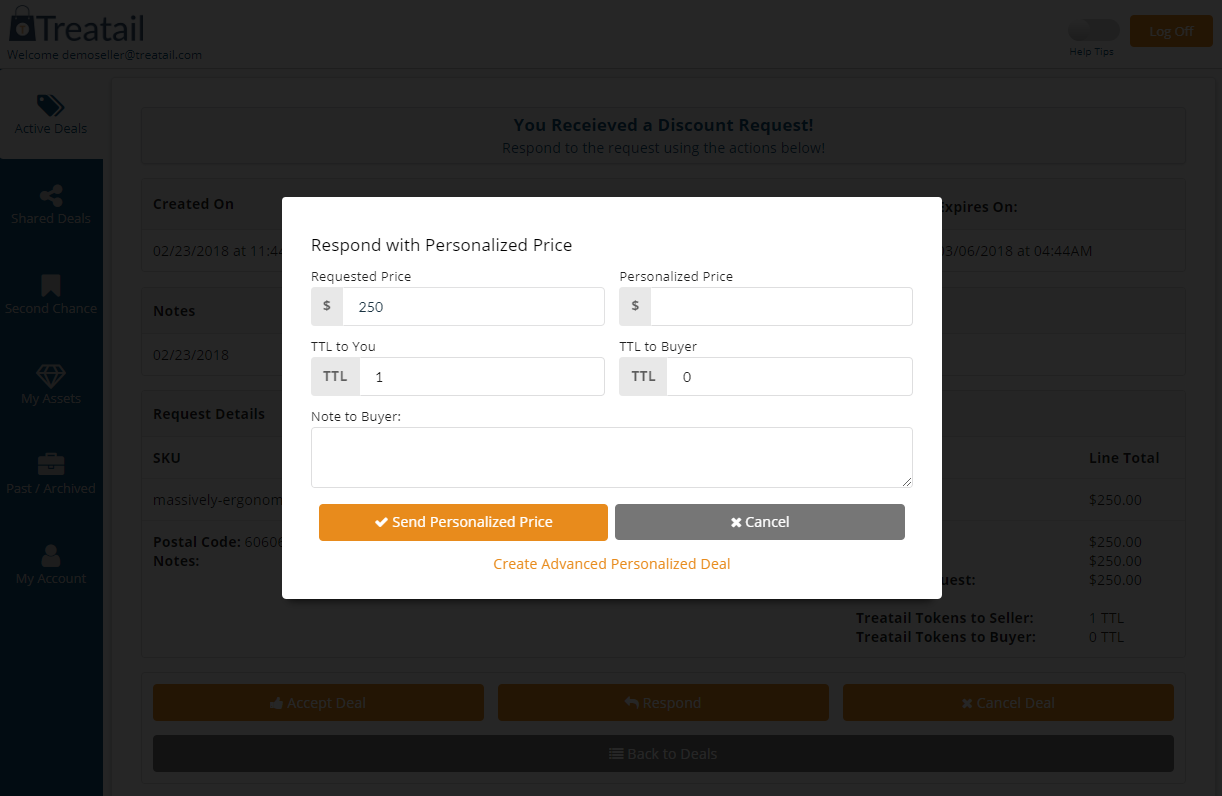 Treatail
Welcome demoseller@treatail.com
Help Tips
Log Off
Active Deals
Shared Deals
Second Chance
My Assets
Past / Archived
My Account
You Receieved a Discount Request!
Respond to the request using the actions below!
Created On
Expires On:
02/23/2018 at 11:44
03/06/2018 at 04:44AM
Notes
02/23/2018
Request Details
SKU
Line Total
massively-ergonom
$250.00
Postal Code: 60606
$250.00
Notes:
$250.00
$250.00
Treatail Tokens to Seller: 1 TTL
Treatail Tokens to Buyer: 0 TTL
Respond with Personalized Price
Requested Price
Personalized Price
$ 250
$
TTL to You
TTL to Buyer
TTL 1
TTL 0
Note to Buyer:
Send Personalized Price
Cancel
Create Advanced Personalized Deal
Accept Deal
Respond
Cancel Deal
Back to Deals